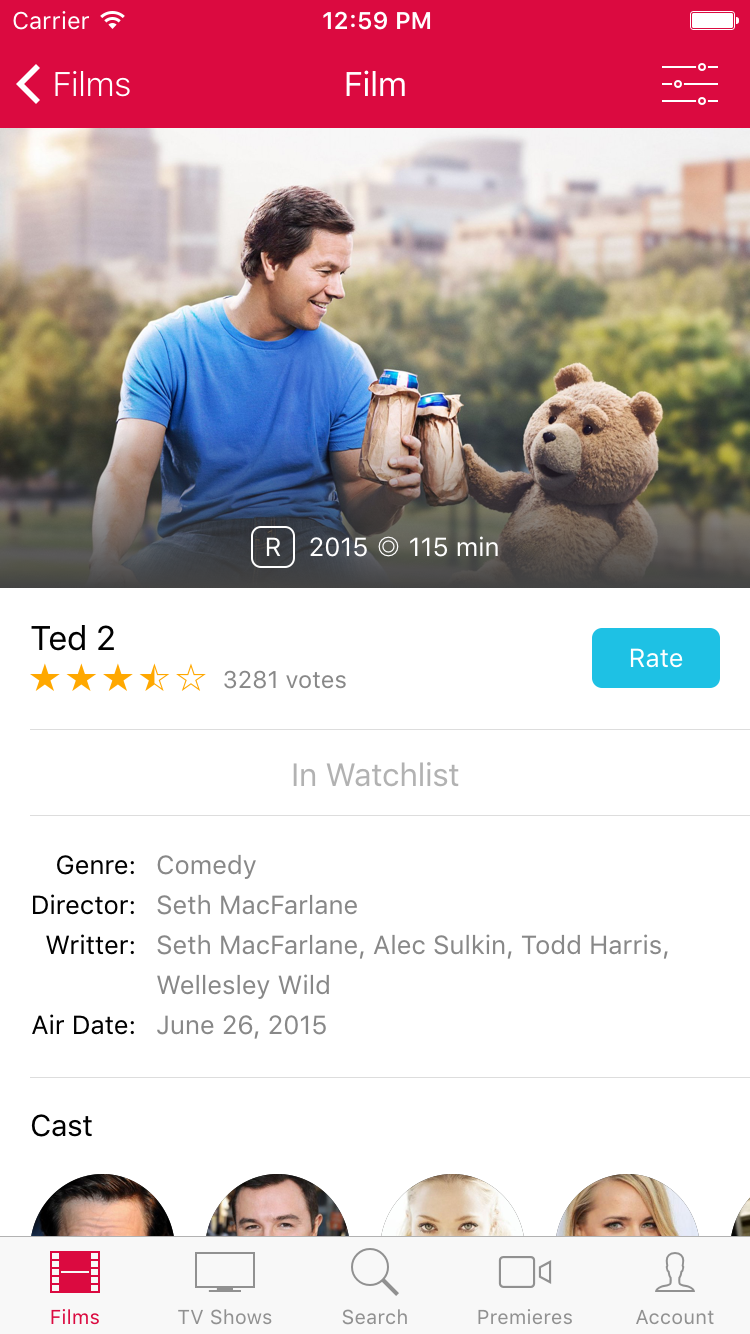 Carrier 12:59 PM
Films Film
R 2015 115 min
Ted 2
3281 votes
Rate
In Watchlist
Genre: Comedy
Director: Seth MacFarlane
Writter: Seth MacFarlane, Alec Sulkin, Todd Harris,
Wellesley Wild
Air Date: June 26, 2015
Cast
Films TV Shows Search Premieres Account